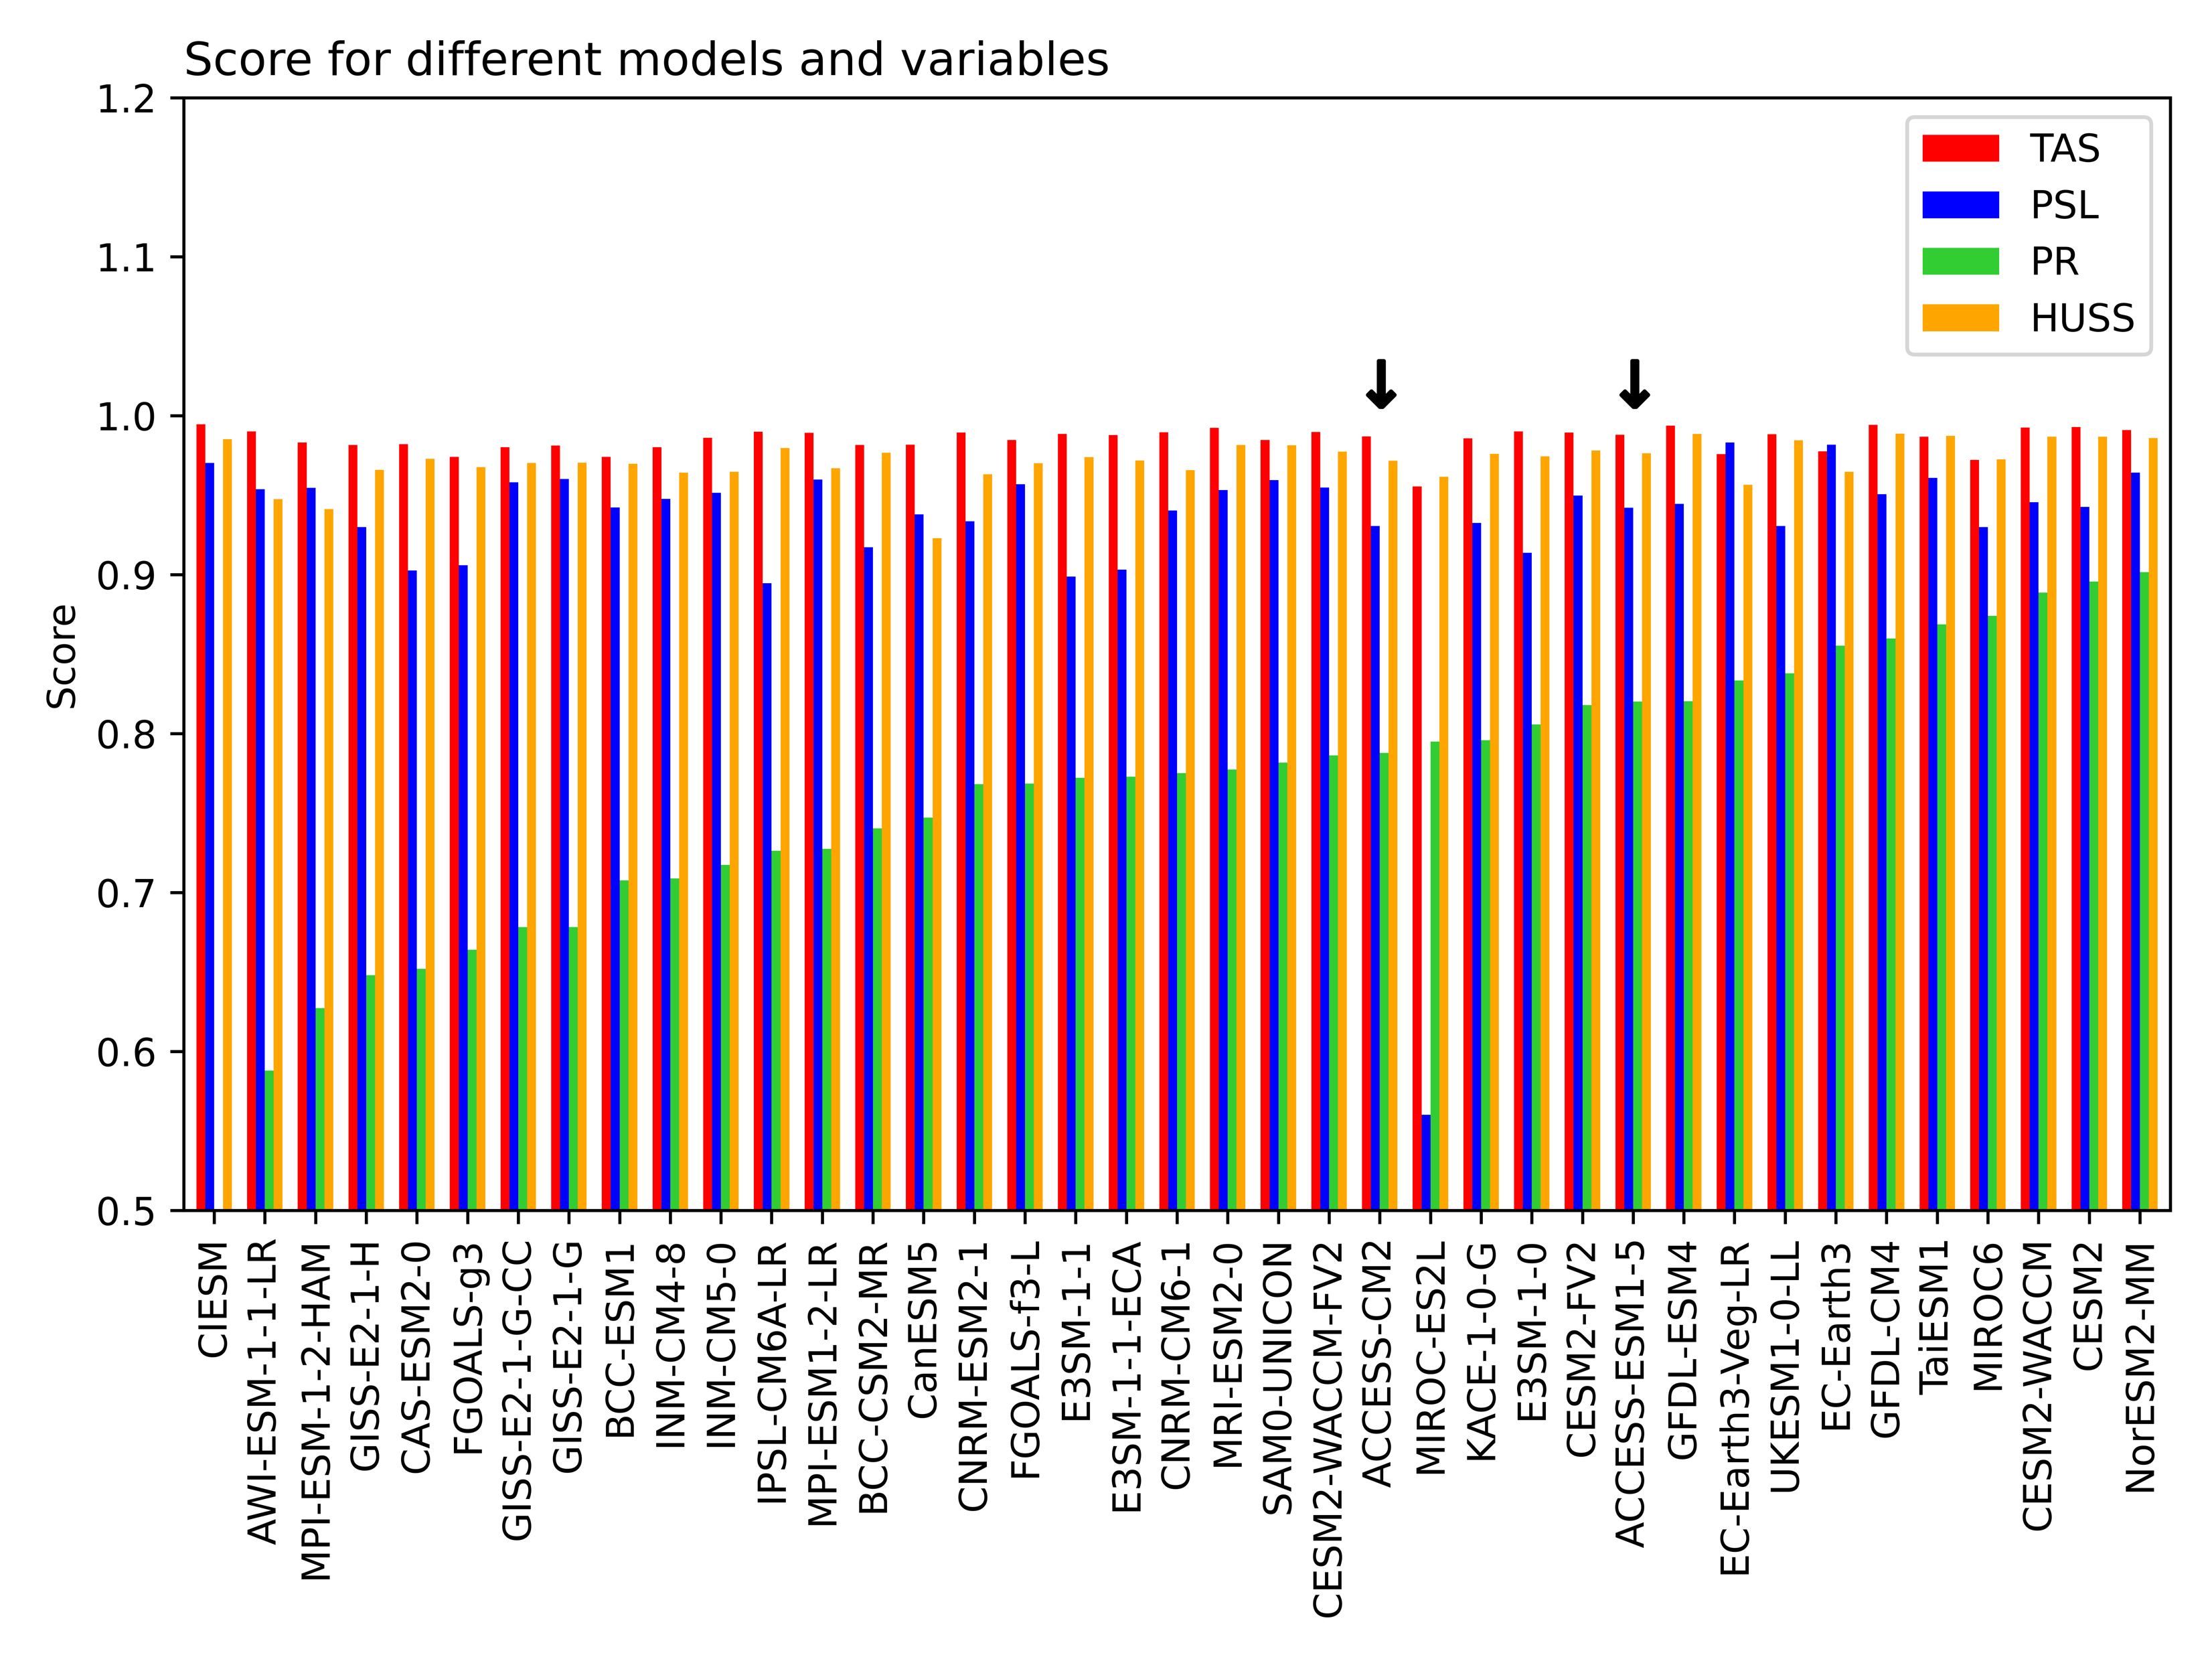 Score for different models and variables
1.2
1.1
1.0
0.9
0.8
0.7
0.6
0.5
Score
TAS
PSL
PR
HUSS
CIESM
AWI-ESM-1-1-LR
MPI-ESM-1-2-HAM
GISS-E2-1-H
CAS-ESM2-0
FGOALS-g3
GISS-E2-1-G-CC
GISS-E2-1-G
BCC-ESM1
INM-CM4-8
INM-CM5-0
IPSL-CM6A-LR
MPI-ESM1-2-LR
BCC-CSM2-MR
CanESM5
CNRM-ESM2-1
FGOALS-f3-L
E3SM-1-1
E3SM-1-1-ECA
CNRM-CM6-1
MRI-ESM2-0
SAM0-UNICON
CESM2-WACCM-FV2
ACCESS-CM2
MIROC-ES2L
KACE-1-0-G
E3SM-1-0
CESM2-FV2
ACCESS-ESM1-5
GFDL-ESM4
EC-Earth3-Veg-LR
UKESM1-0-LL
EC-Earth3
GFDL-CM4
TaiESM1
MIROC6
CESM2-WACCM
CESM2
NorESM2-MM